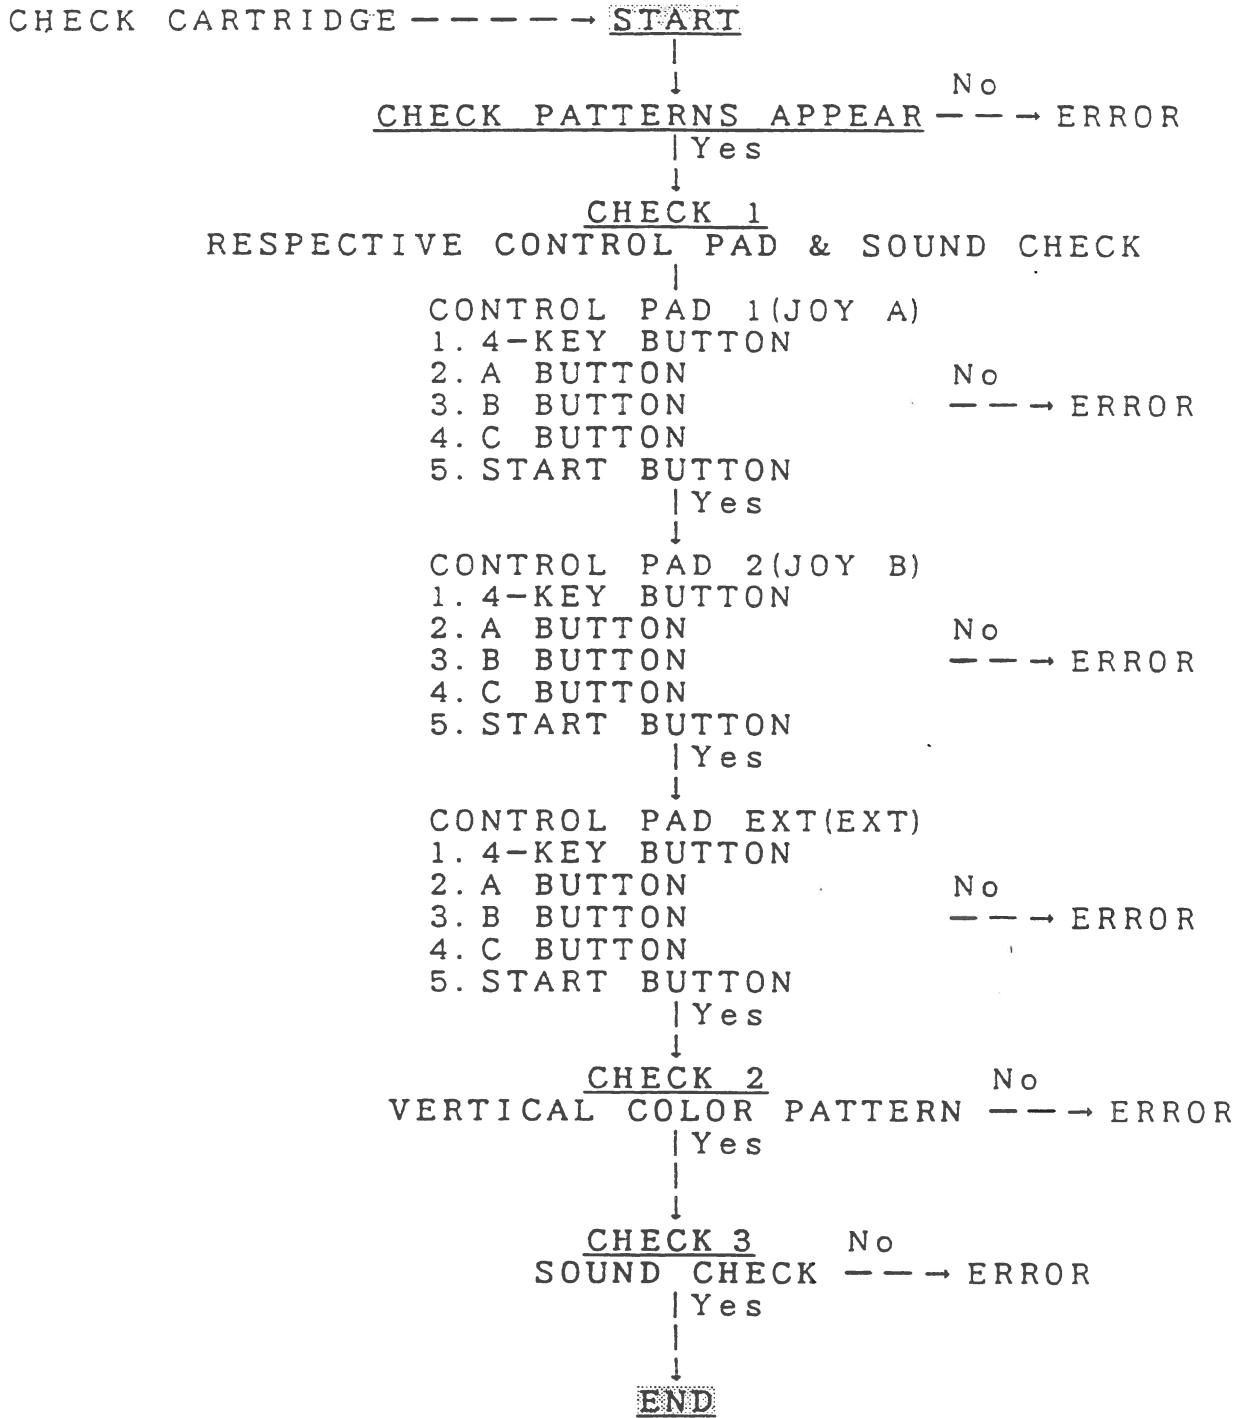 CHECK CARTRIDGE -----→ START
No
CHECK PATTERNS APPEAR ---→ ERROR
Yes
CHECK 1
RESPECTIVE CONTROL PAD & SOUND CHECK
CONTROL PAD 1(JOY A)
1. 4-KEY BUTTON
2. A BUTTON No
3. B BUTTON ---→ ERROR
4. C BUTTON
5. START BUTTON
Yes
CONTROL PAD 2(JOY B)
1. 4-KEY BUTTON
2. A BUTTON No
3. B BUTTON ---→ ERROR
4. C BUTTON
5. START BUTTON
Yes
CONTROL PAD EXT(EXT)
1. 4-KEY BUTTON
2. A BUTTON No
3. B BUTTON ---→ ERROR
4. C BUTTON
5. START BUTTON
Yes
CHECK 2 No
VERTICAL COLOR PATTERN ---→ ERROR
Yes
CHECK 3 No
SOUND CHECK ---→ ERROR
Yes
END